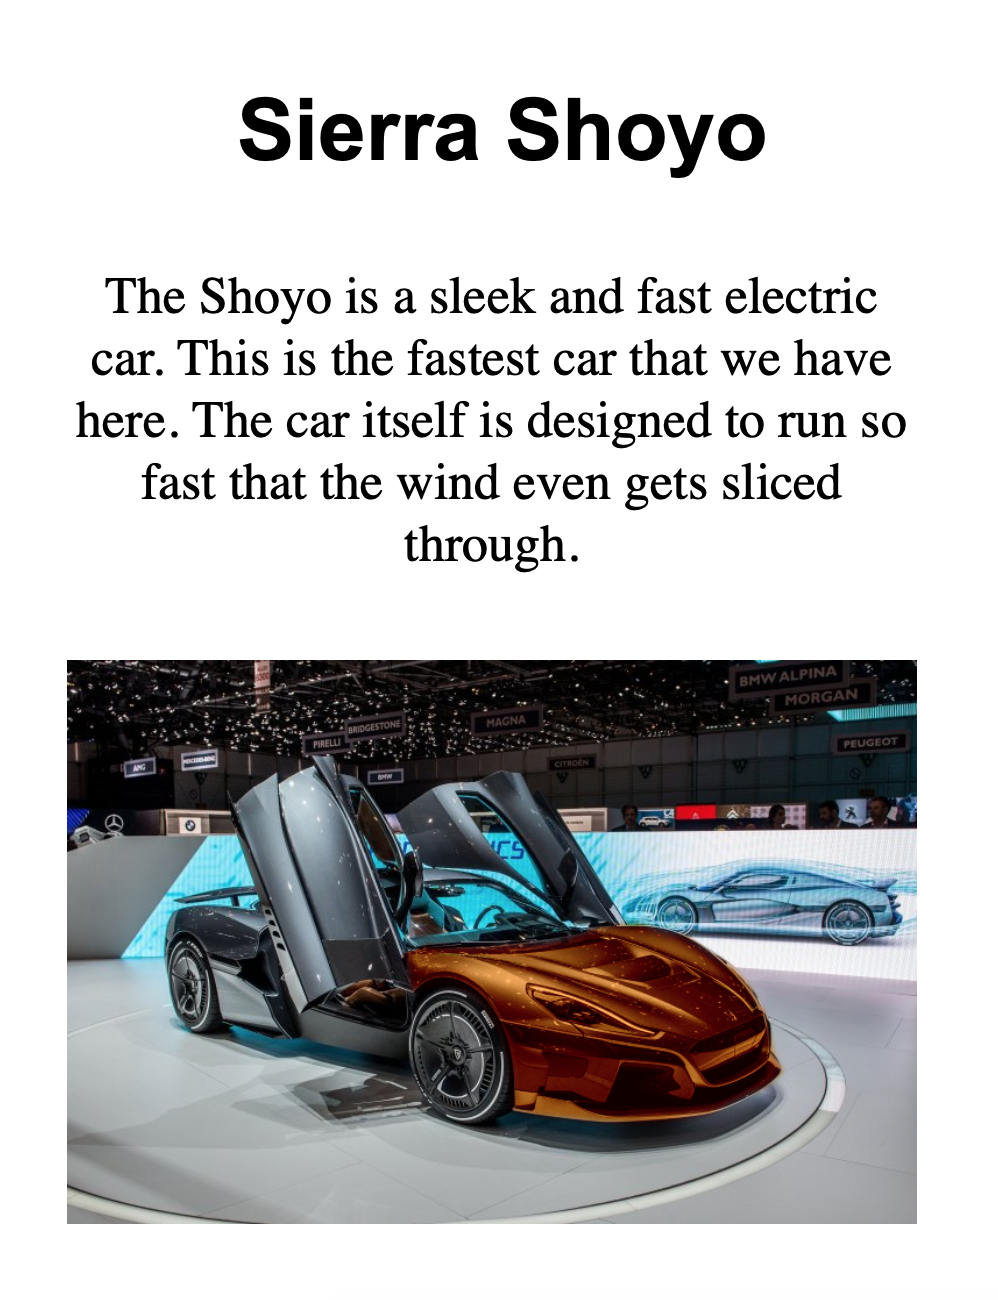 Sierra Shoyo
The Shoyo is a sleek and fast electric
car. This is the fastest car that we have
here. The car itself is designed to run so
fast that the wind even gets sliced
through.
BMW ALPINA
MORGAN
BRIDGESTONE
MAGNA
PIRELLI
PEUGEOT
CITROËN
MERCEDES-BENZ
AMG
BMW